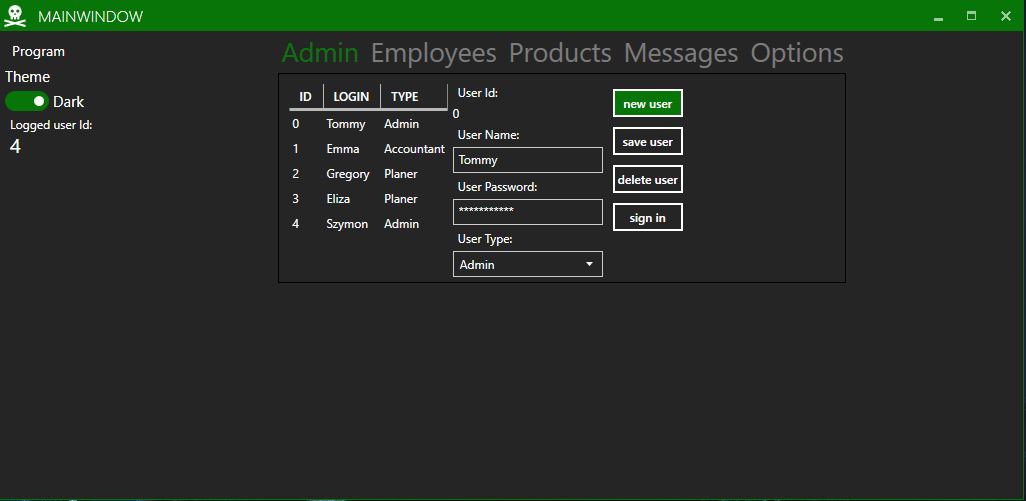 MAINWINDOW
Program
Theme
Dark
Logged user Id:
4
Admin Employees Products Messages Options
ID LOGIN TYPE
0 Tommy Admin
1 Emma Accountant
2 Gregory Planer
3 Eliza Planer
4 Szymon Admin
User Id:
0
User Name:
Tommy
User Password:
***********
User Type:
Admin
new user
save user
delete user
sign in